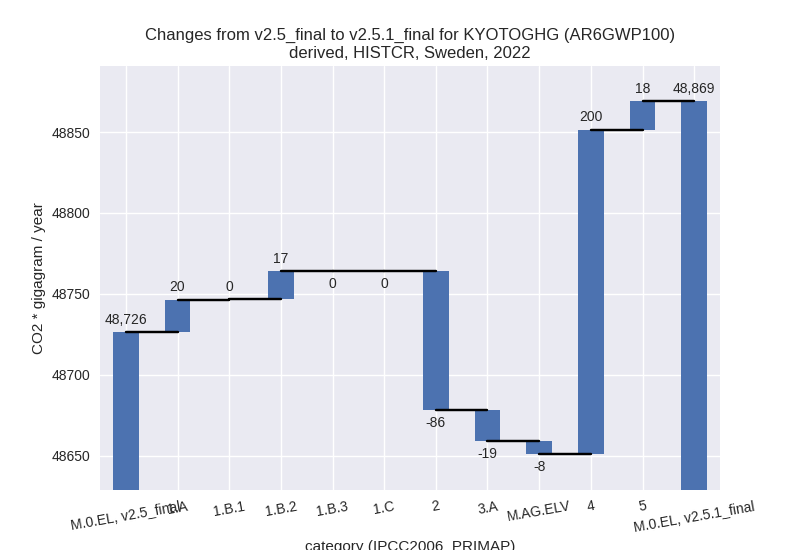 Changes from v2.5_final to v2.5.1_final for KYOTOGHG (AR6GWP100)
derived, HISTCR, Sweden, 2022
CO2 * gigagram / year
48850
48800
48750
48700
48650
48,726
20
0
17
0
0
-86
-19
-8
200
18
48,869
M.0.EL, v2.5_final
1.A
1.B.1
1.B.2
1.B.3
1.C
2
3.A
M.AG.ELV
4
5
M.0.EL, v2.5.1_final
category (IPCC2006_PRIMAP)